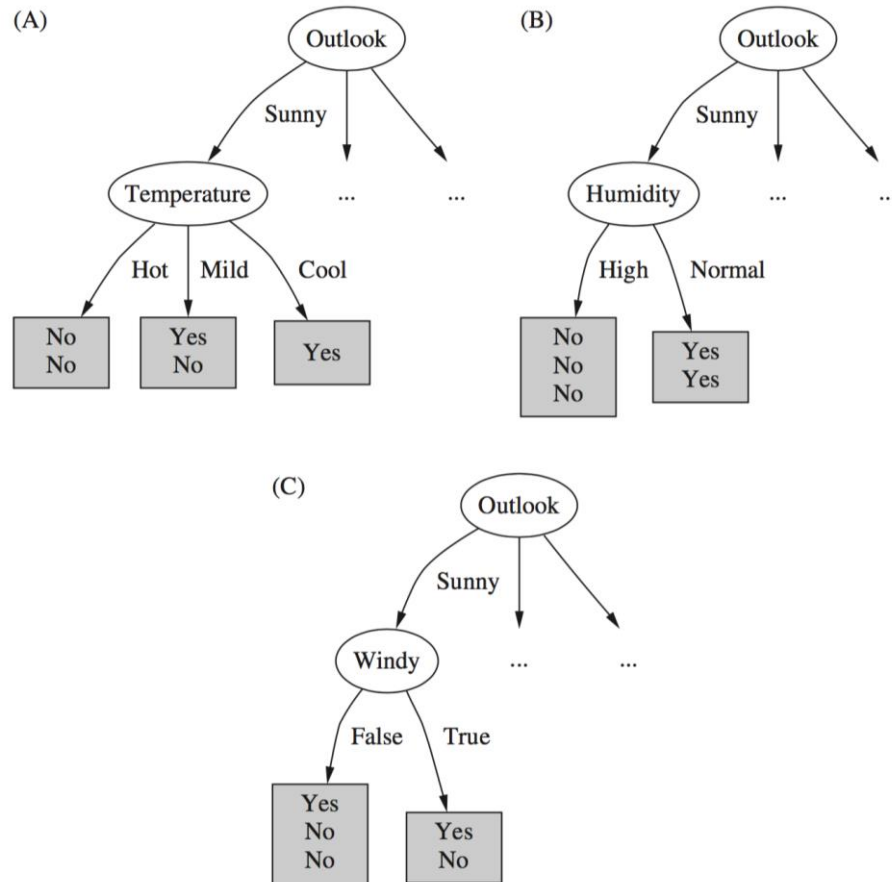 (A)
Outlook
Sunny
Temperature
...
...
Hot Mild Cool
No
No
Yes
No
Yes
(B)
Outlook
Sunny
Humidity
...
..
High Normal
No
No
No
Yes
Yes
(C)
Outlook
Sunny
Windy
...
...
False True
Yes
No
No
Yes
No